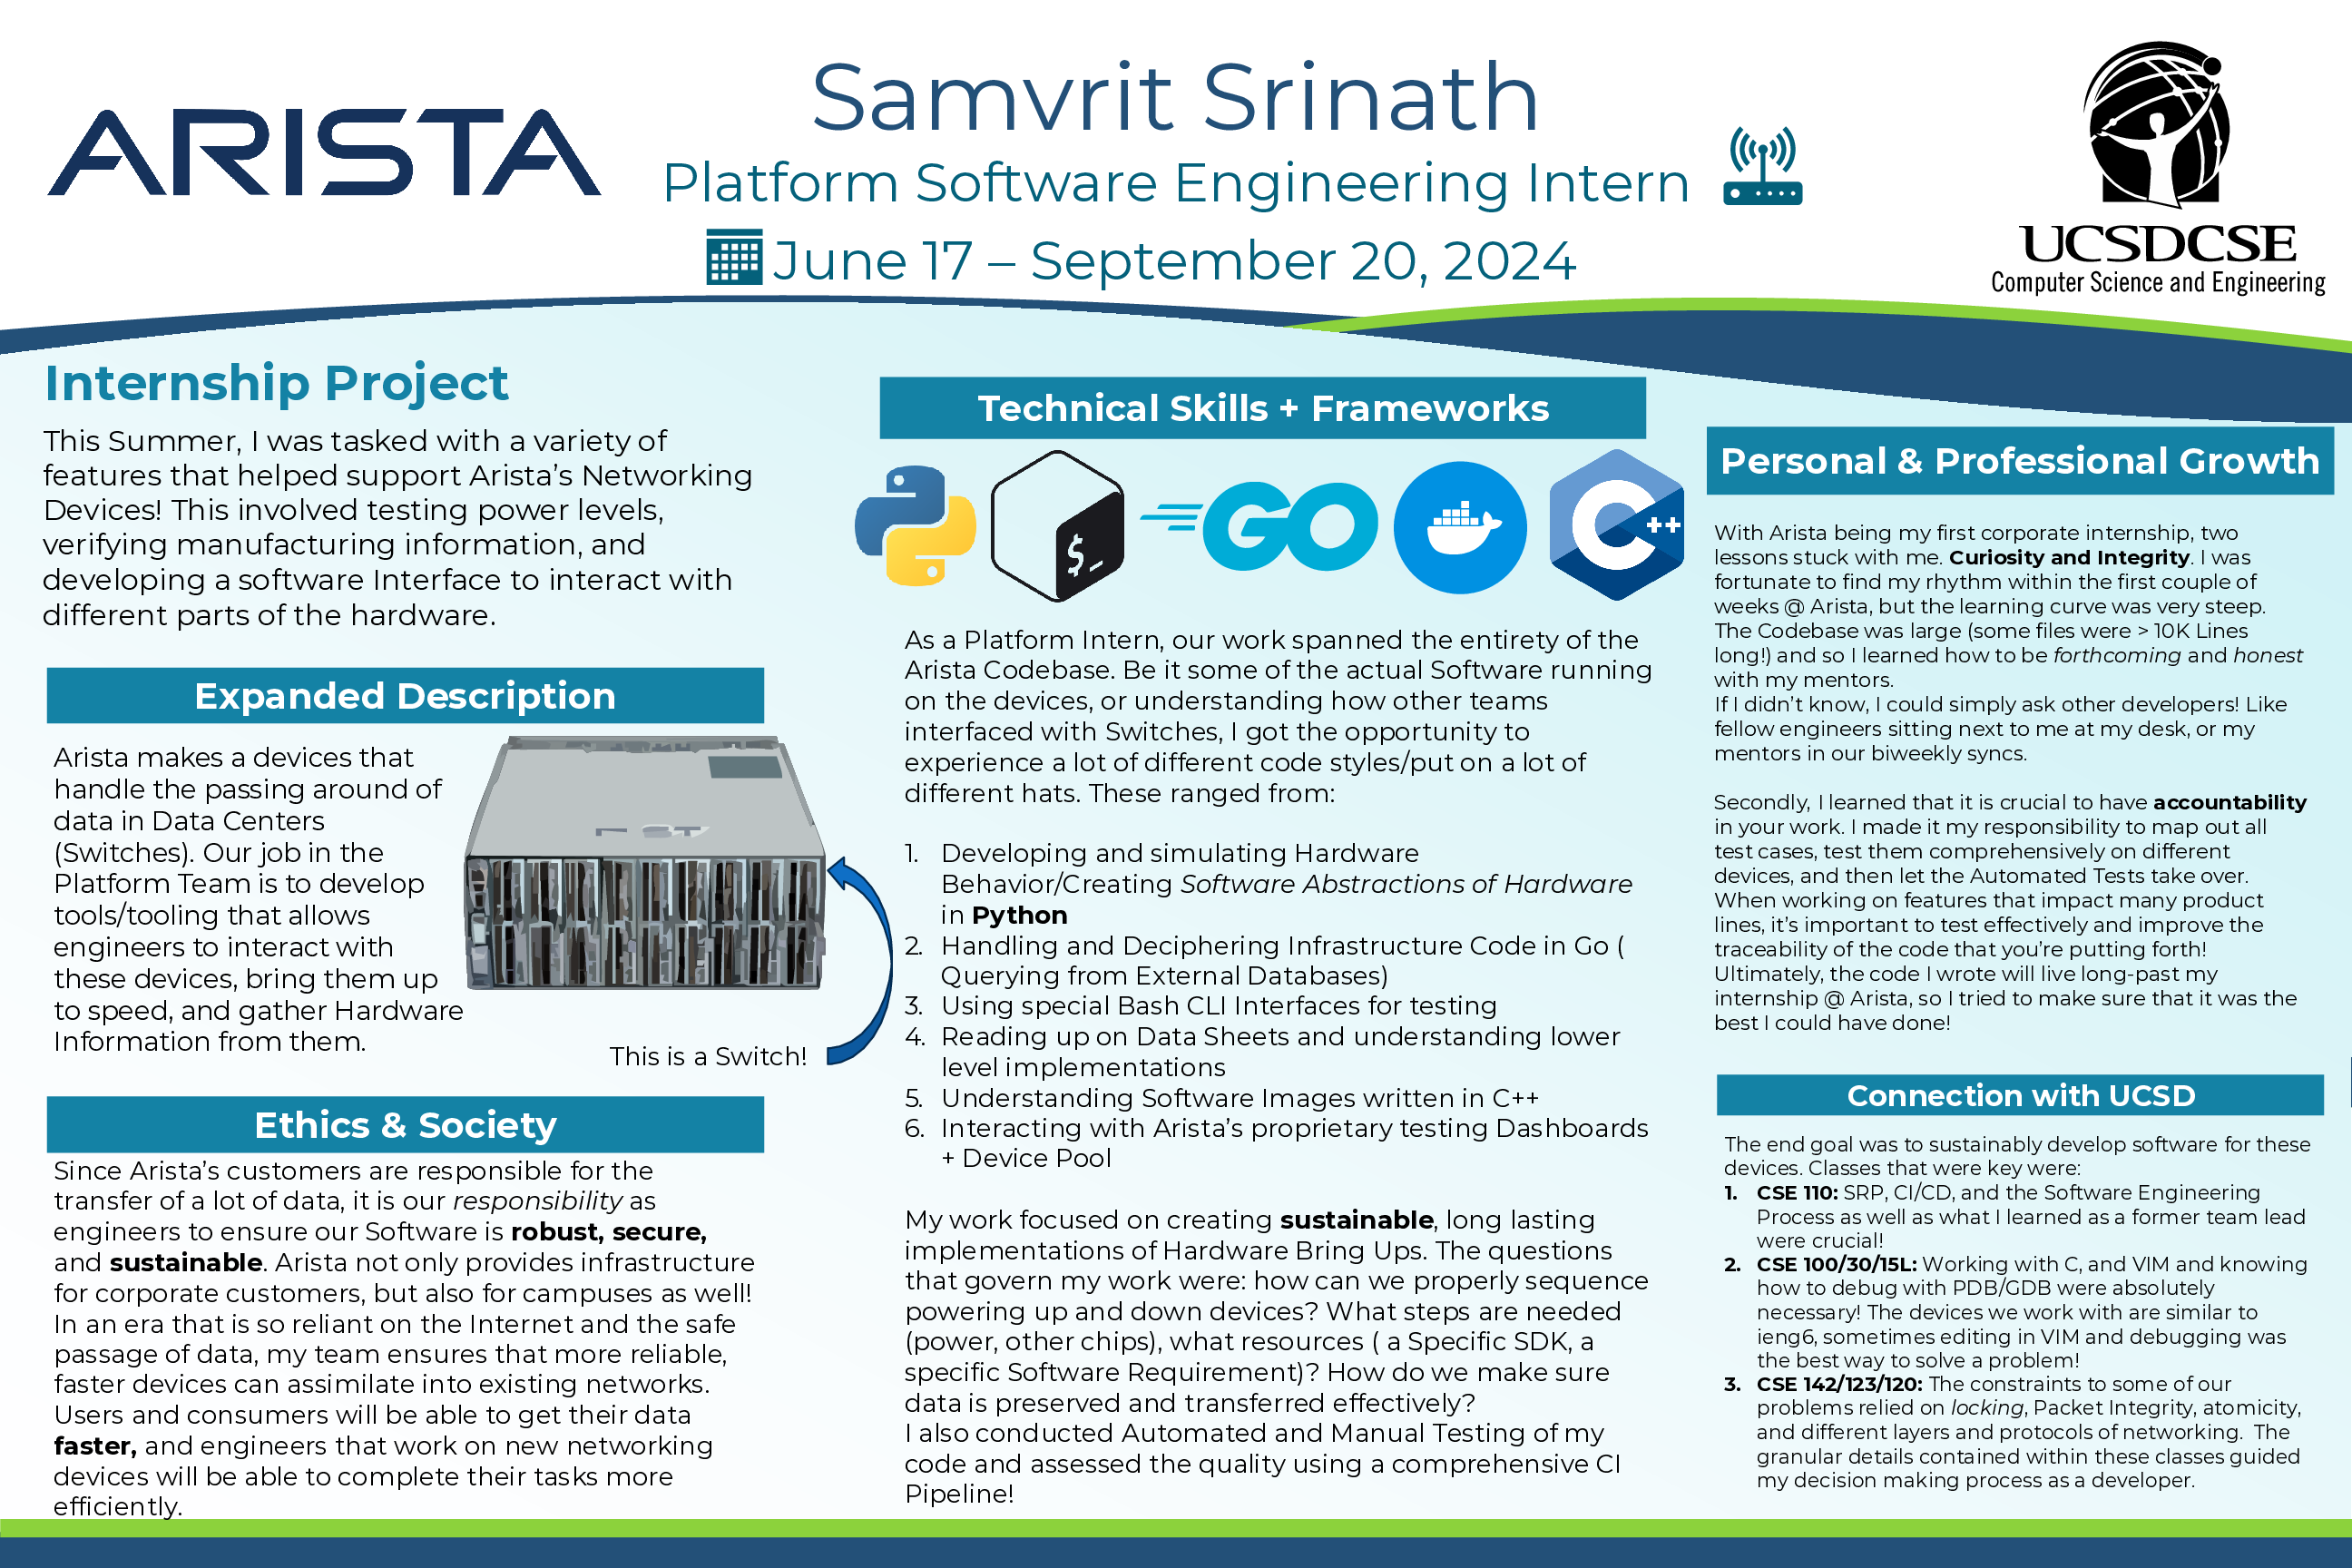 ARISTA
Samvrit Srinath
Platform Software Engineering Intern
June 17 – September 20, 2024
UCSDCSE
Computer Science and Engineering
Internship Project
This Summer, I was tasked with a variety of
features that helped support Arista's Networking
Devices! This involved testing power levels,
verifying manufacturing information, and
developing a software Interface to interact with
different parts of the hardware.
Expanded Description
Arista makes a devices that
handle the passing around of
data in Data Centers
(Switches). Our job in the
Platform Team is to develop
tools/tooling that allows
engineers to interact with
these devices, bring them up
to speed, and gather Hardware
Information from them.
This is a Switch!
Ethics & Society
Since Arista's customers are responsible for the
transfer of a lot of data, it is our responsibility as
engineers to ensure our Software is robust, secure,
and sustainable. Arista not only provides infrastructure
for corporate customers, but also for campuses as well!
In an era that is so reliant on the Internet and the safe
passage of data, my team ensures that more reliable,
faster devices can assimilate into existing networks.
Users and consumers will be able to get their data
faster, and engineers that work on new networking
devices will be able to complete their tasks more
efficiently.
Technical Skills + Frameworks
$_
GO
C++
As a Platform Intern, our work spanned the entirety of the
Arista Codebase. Be it some of the actual Software running
on the devices, or understanding how other teams
interfaced with Switches, I got the opportunity to
experience a lot of different code styles/put on a lot of
different hats. These ranged from:
1. Developing and simulating Hardware
Behavior/Creating Software Abstractions of Hardware
in Python
2. Handling and Deciphering Infrastructure Code in Go (
Querying from External Databases)
3. Using special Bash CLI Interfaces for testing
4. Reading up on Data Sheets and understanding lower
level implementations
5. Understanding Software Images written in C++
6. Interacting with Arista's proprietary testing Dashboards
+ Device Pool
My work focused on creating sustainable, long lasting
implementations of Hardware Bring Ups. The questions
that govern my work were: how can we properly sequence
powering up and down devices? What steps are needed
(power, other chips), what resources ( a Specific SDK, a
specific Software Requirement)? How do we make sure
data is preserved and transferred effectively?
I also conducted Automated and Manual Testing of my
code and assessed the quality using a comprehensive CI
Pipeline!
Personal & Professional Growth
With Arista being my first corporate internship, two
lessons stuck with me. Curiosity and Integrity. I was
fortunate to find my rhythm within the first couple of
weeks @ Arista, but the learning curve was very steep.
The Codebase was large (some files were > 10K Lines
long!) and so I learned how to be forthcoming and honest
with my mentors.
If I didn't know, I could simply ask other developers! Like
fellow engineers sitting next to me at my desk, or my
mentors in our biweekly syncs.
Secondly, I learned that it is crucial to have accountability
in your work. I made it my responsibility to map out all
test cases, test them comprehensively on different
devices, and then let the Automated Tests take over.
When working on features that impact many product
lines, it's important to test effectively and improve the
traceability of the code that you're putting forth!
Ultimately, the code I wrote will live long-past my
internship @ Arista, so I tried to make sure that it was the
best I could have done!
Connection with UCSD
The end goal was to sustainably develop software for these
devices. Classes that were key were:
1. CSE 110: SRP, CI/CD, and the Software Engineering
Process as well as what I learned as a former team lead
were crucial!
2. CSE 100/30/15L: Working with C, and VIM and knowing
how to debug with PDB/GDB were absolutely
necessary! The devices we work with are similar to
ieng6, sometimes editing in VIM and debugging was
the best way to solve a problem!
3. CSE 142/123/120: The constraints to some of our
problems relied on locking, Packet Integrity, atomicity,
and different layers and protocols of networking. The
granular details contained within these classes guided
my decision making process as a developer.